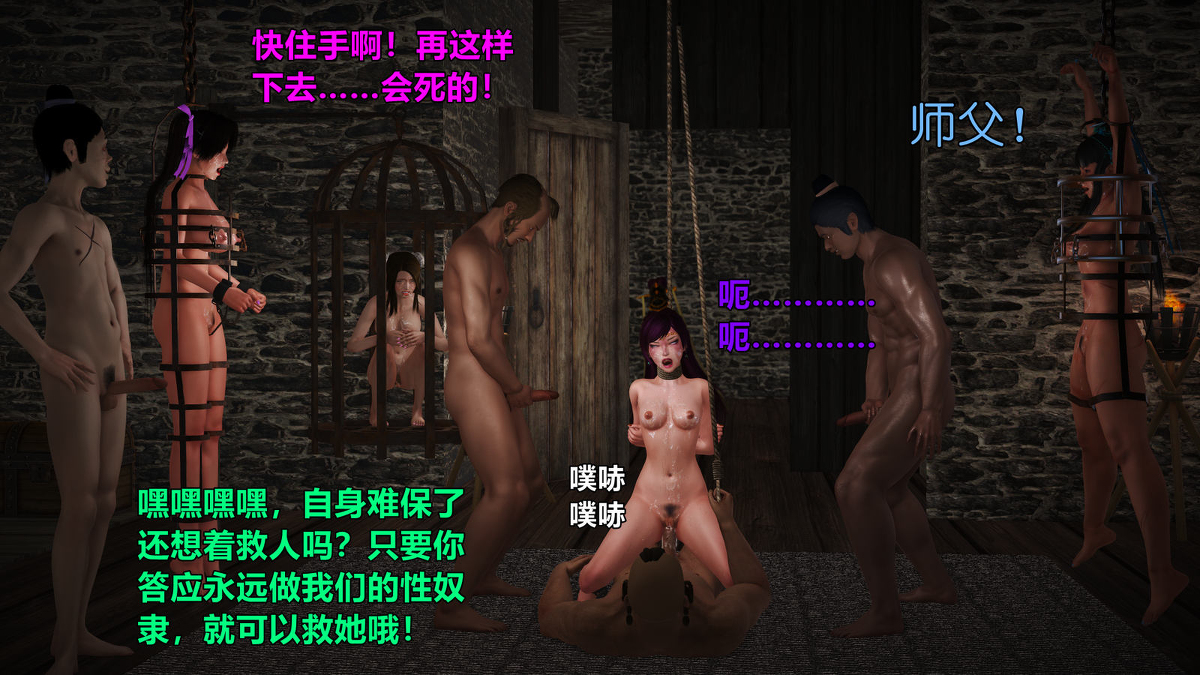 快住手啊！再这样
下去……会死的！
师父！
呃…………
呃…………
噗哧
噗哧
嘿嘿嘿嘿，自身难保了
还想着救人吗？只要你
答应永远做我们的性奴
隶，就可以救她哦！